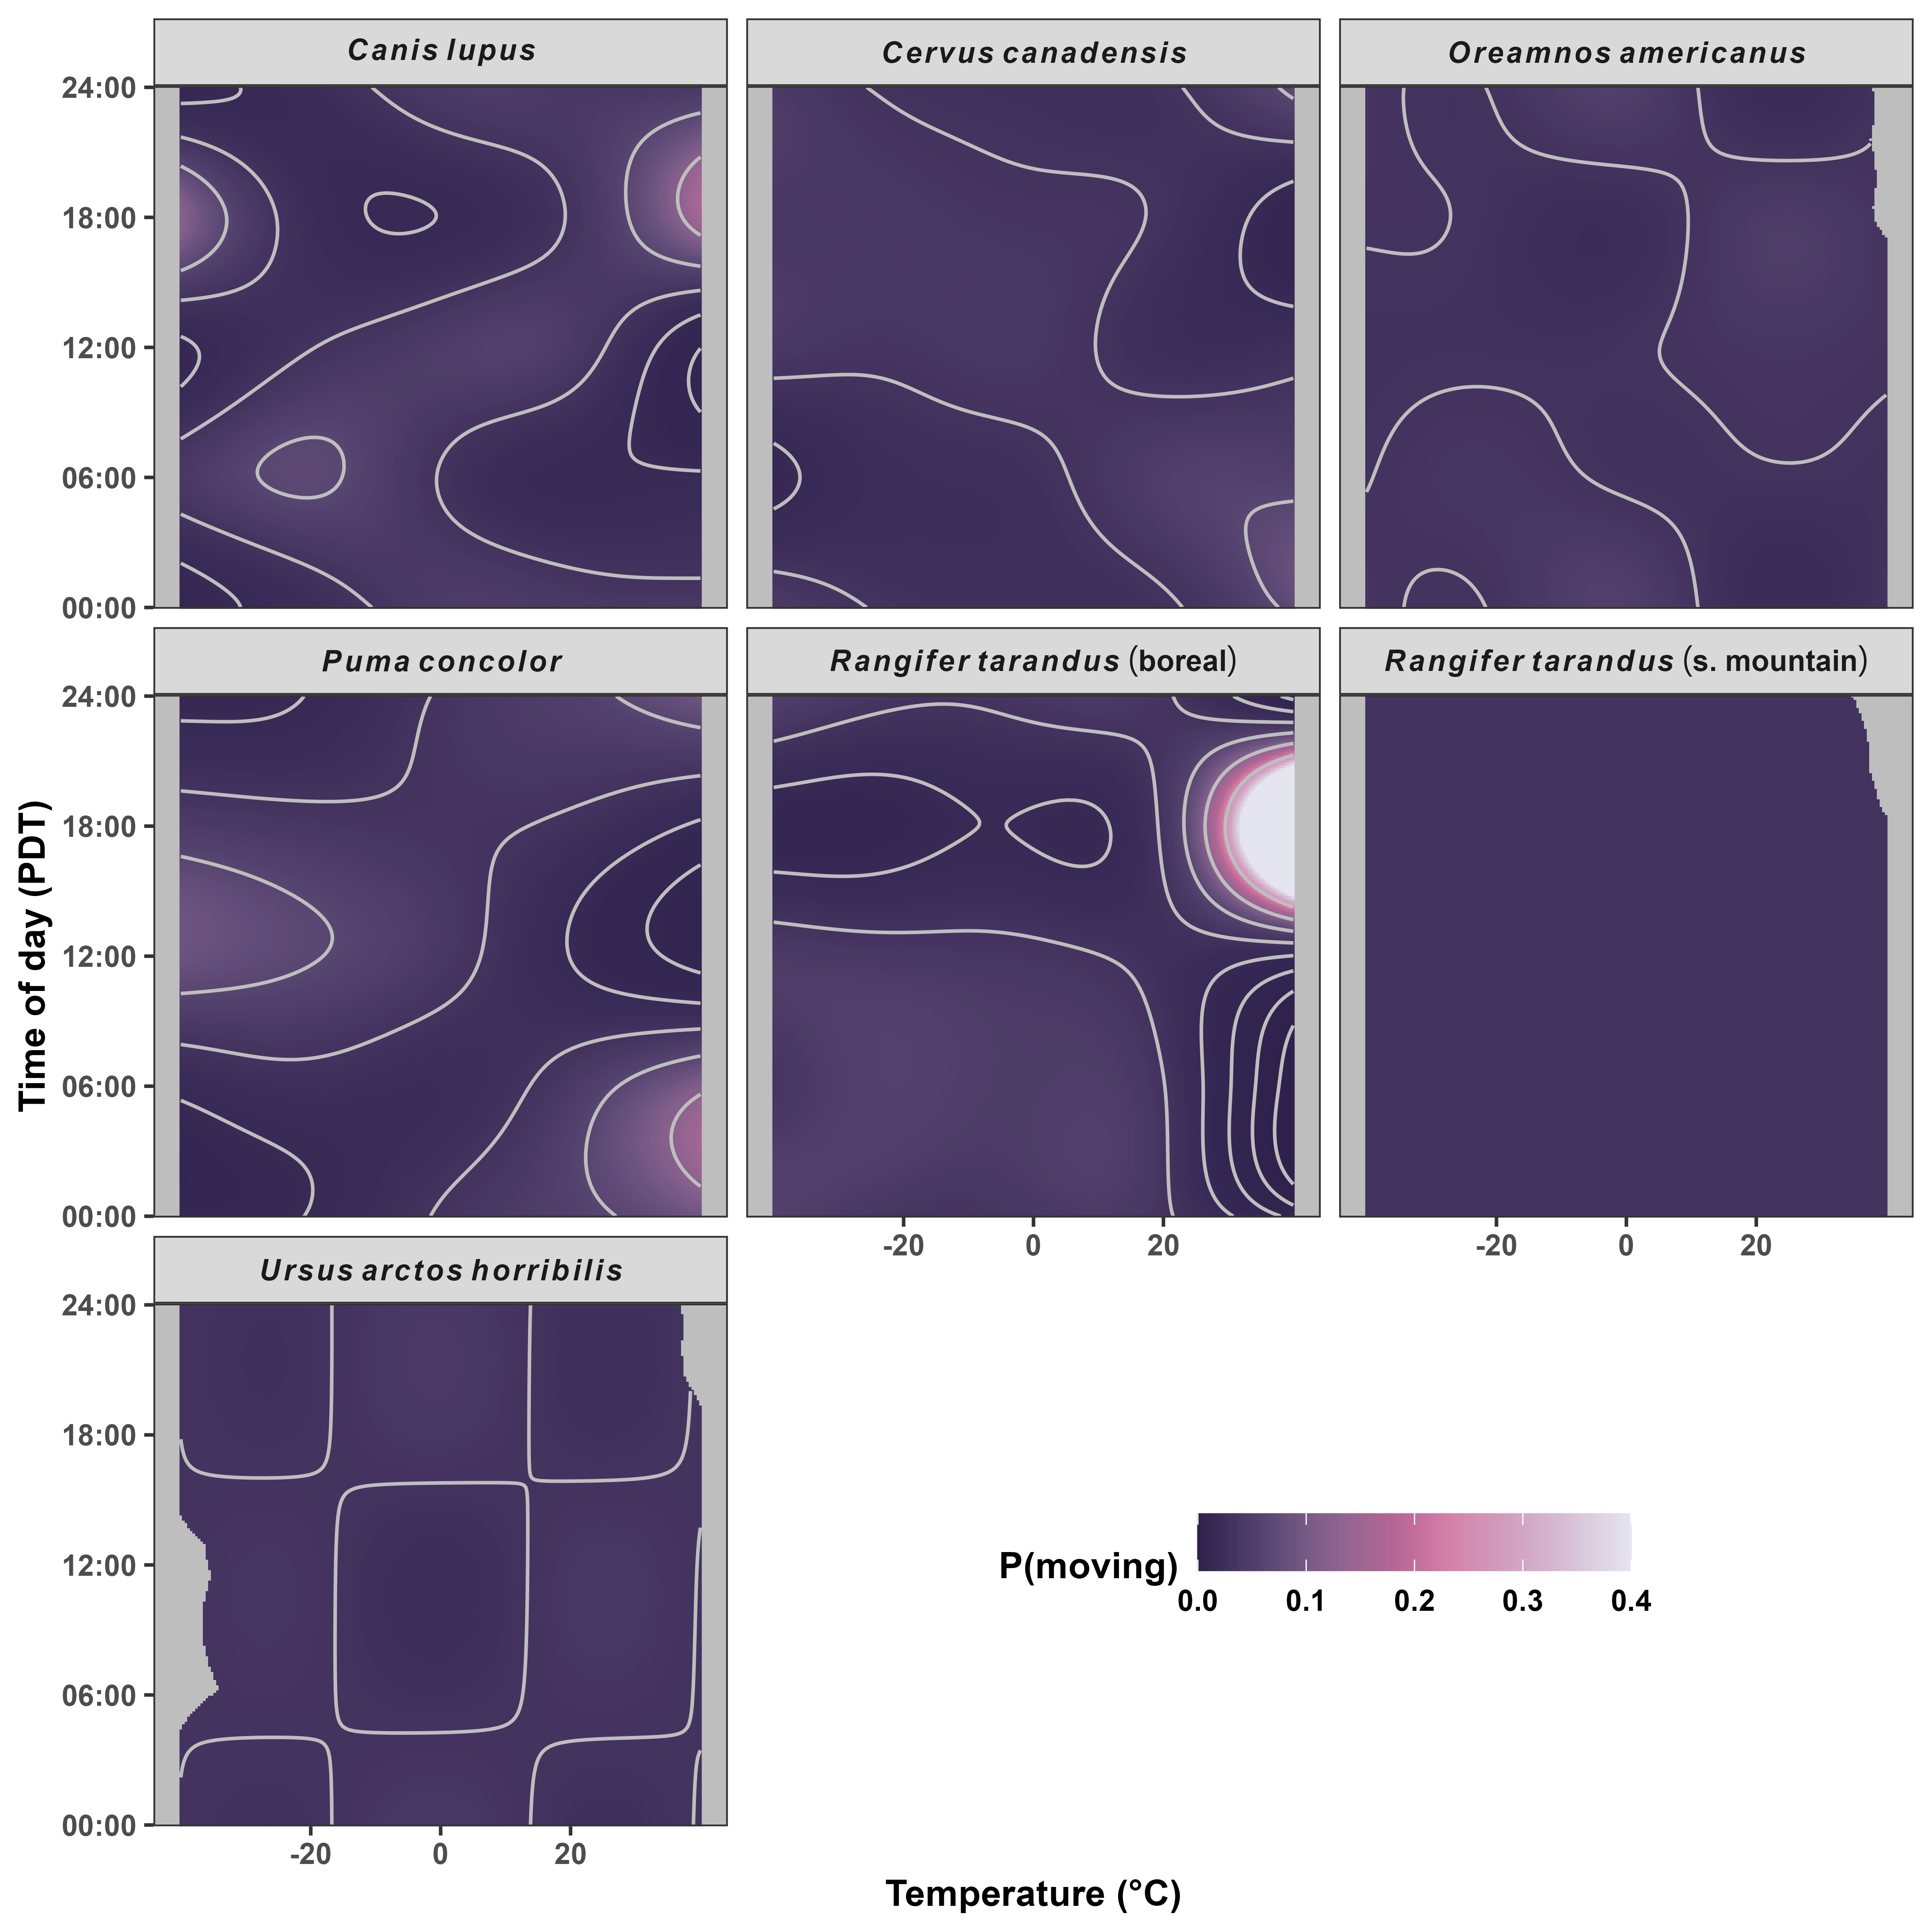 Canis lupus
Cervus canadensis
Oreamnos americanus
24:00
18:00
12:00
06:00
00:00
Puma concolor
Rangifer tarandus (boreal)
Rangifer tarandus (s. mountain)
24:00
18:00
12:00
06:00
00:00
-20 0 20
-20 0 20
Time of day (PDT)
Ursus arctos horribilis
24:00
18:00
12:00
06:00
00:00
-20 0 20
P(moving)
0.0 0.1 0.2 0.3 0.4
Temperature (°C)